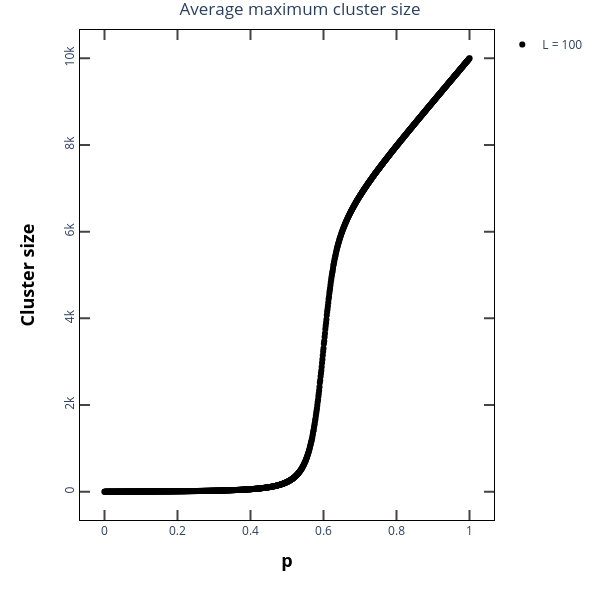 Average maximum cluster size
L = 100
10k
8k
6k
4k
2k
0
Cluster size
0 0.2 0.4 0.6 0.8 1
p